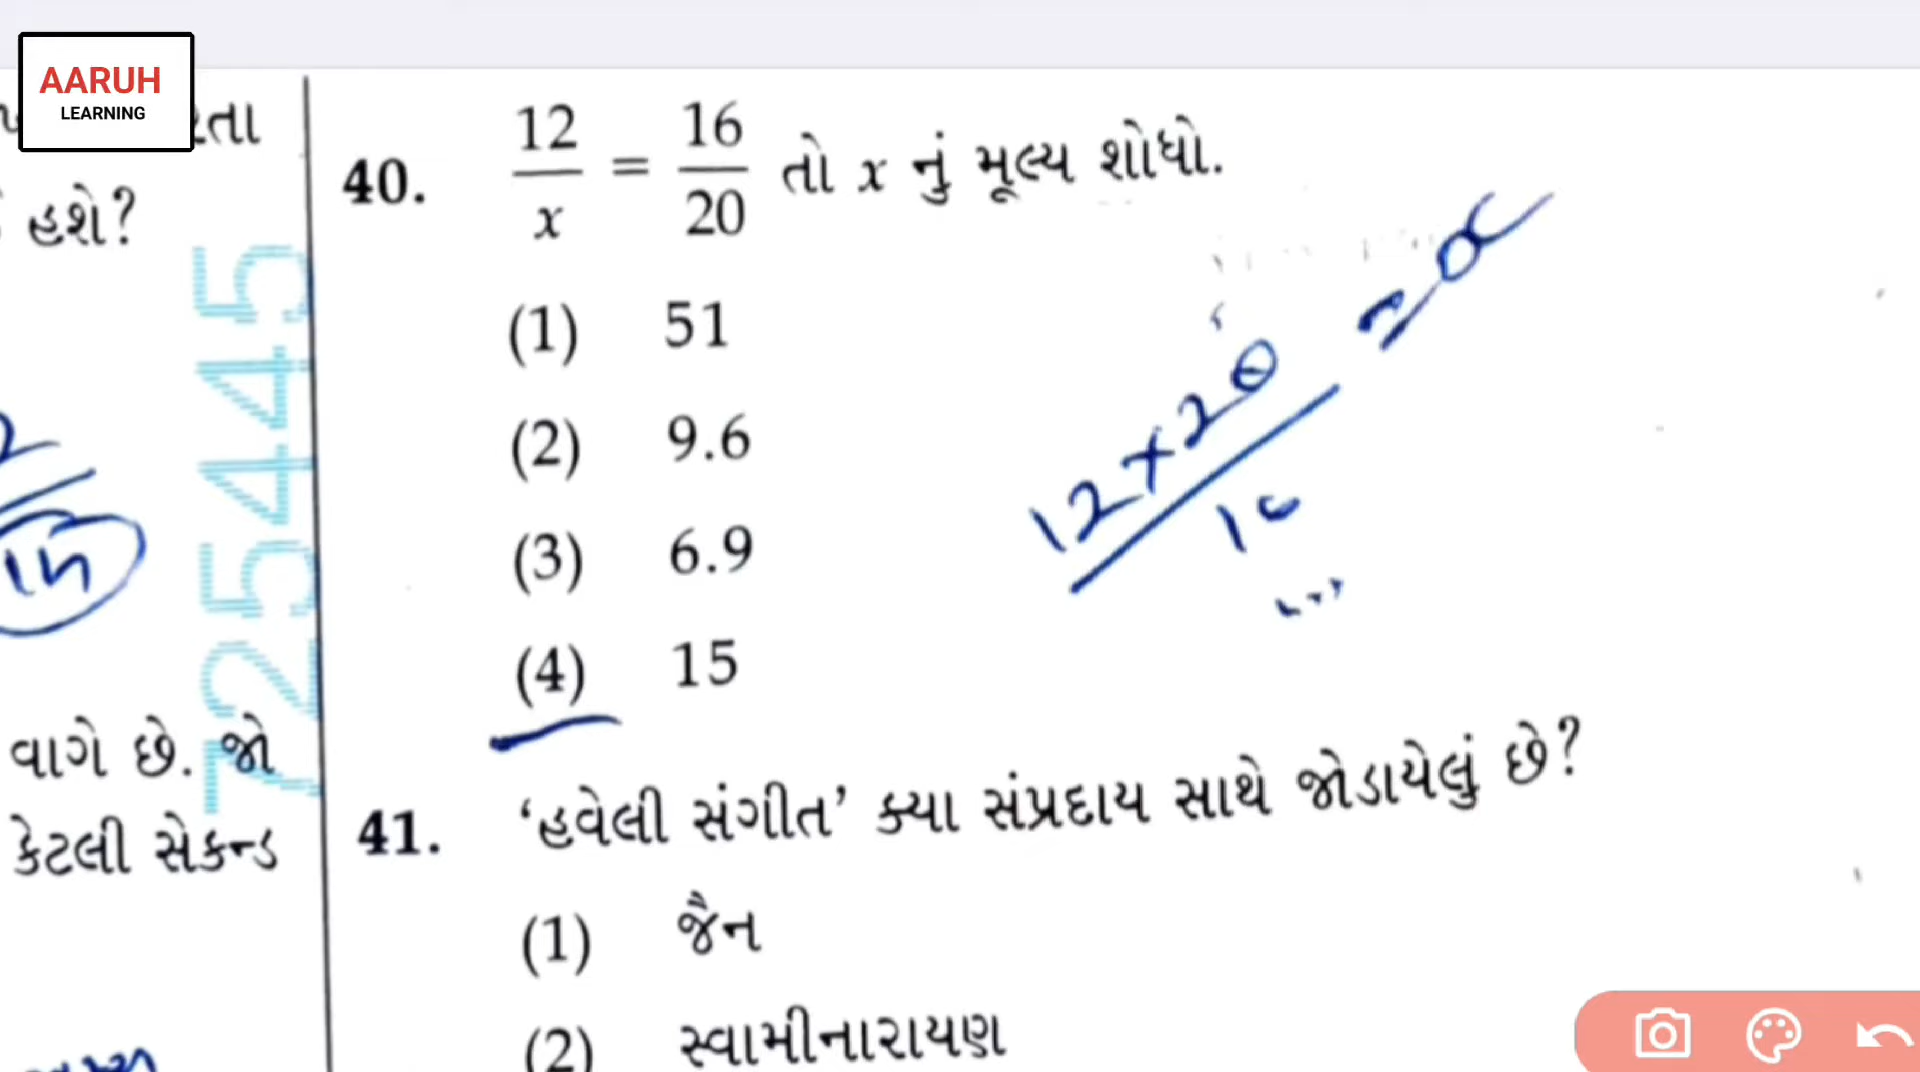 AARUH
LEARNING
હશે?
725445
વાગે છે. જો
કેટલી સેકન્ડ
40. 12/x = 16/20 તો x નું મૂલ્ય શોધો.
(1) 51
(2) 9.6
(3) 6.9
(4) 15
12 x 20
41. ‘હવેલી સંગીત’ ક્યા સંપ્રદાય સાથે જોડાયેલું છે?
(1) જૈન
(2) સ્વામીનારાયણ